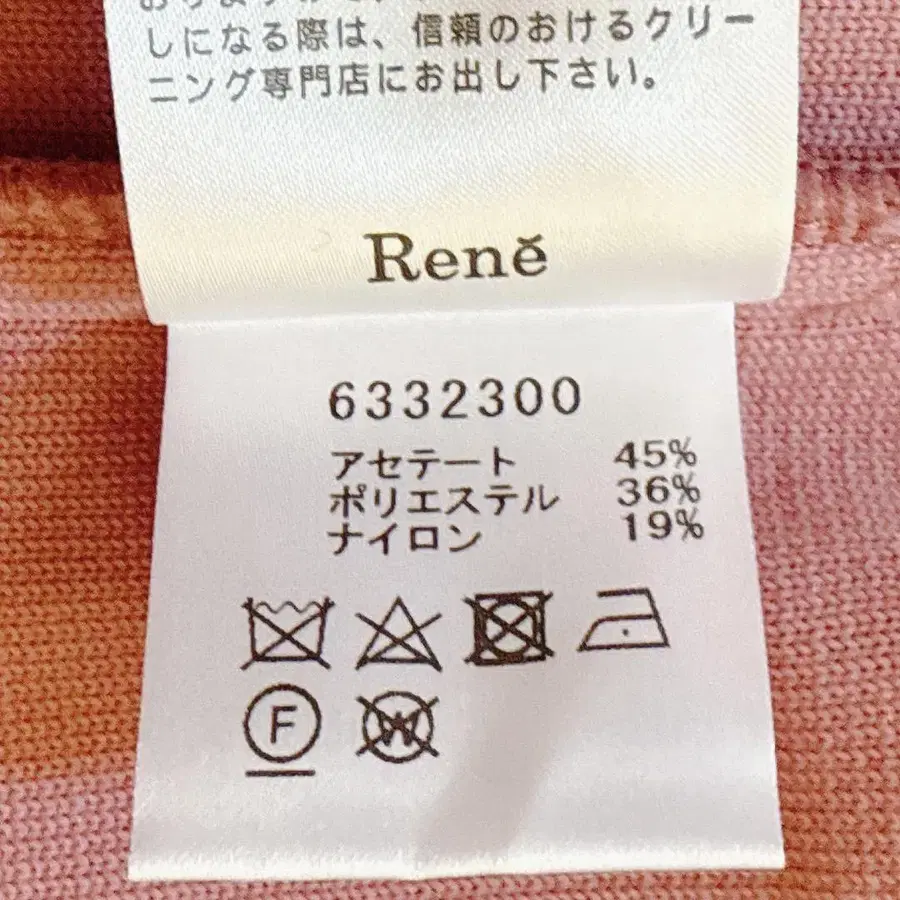 しになる際は、信頼のおけるクリー
ニング専門店にお出し下さい。
Reně
6332300
アセテート 45%
ポリエステル 36%
ナイロン 19%
F
W